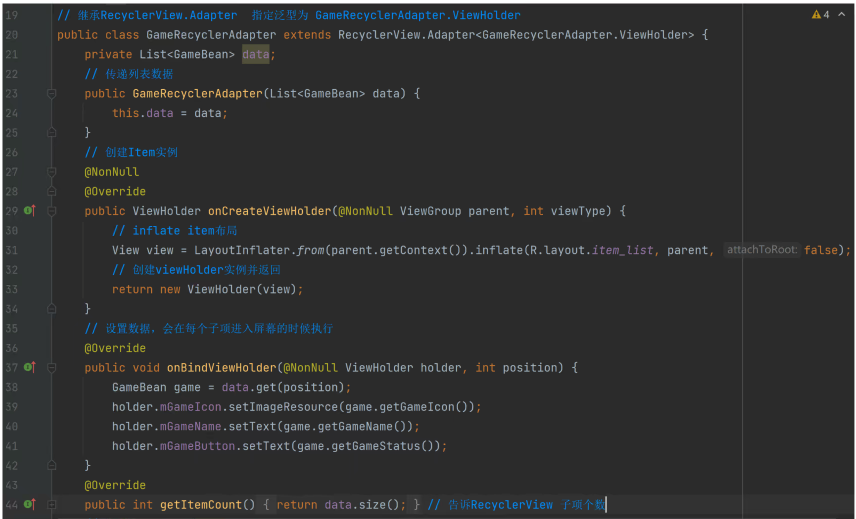 19 // 继承RecyclerView.Adapter 指定泛型为 GameRecyclerAdapter.ViewHolder 4
20 public class GameRecyclerAdapter extends RecyclerView.Adapter<GameRecyclerAdapter.ViewHolder> {
21 private List<GameBean> data;
22 // 传递列表数据
23 public GameRecyclerAdapter(List<GameBean> data) {
24 this.data = data;
25 }
26 // 创建Item实例
27 @NonNull
28 @Override
29 public ViewHolder onCreateViewHolder(@NonNull ViewGroup parent, int viewType) {
30 // inflate item布局
31 View view = LayoutInflater.from(parent.getContext()).inflate(R.layout.item_list, parent, attachToRoot: false);
32 // 创建viewHolder实例并返回
33 return new ViewHolder(view);
34 }
35 // 设置数据，会在每个子项进入屏幕的时候执行
36 @Override
37 public void onBindViewHolder(@NonNull ViewHolder holder, int position) {
38 GameBean game = data.get(position);
39 holder.mGameIcon.setImageResource(game.getGameIcon());
40 holder.mGameName.setText(game.getGameName());
41 holder.mGameButton.setText(game.getGameStatus());
42 }
43 @Override
44 public int getItemCount() { return data.size(); } // 告诉RecyclerView 子项个数